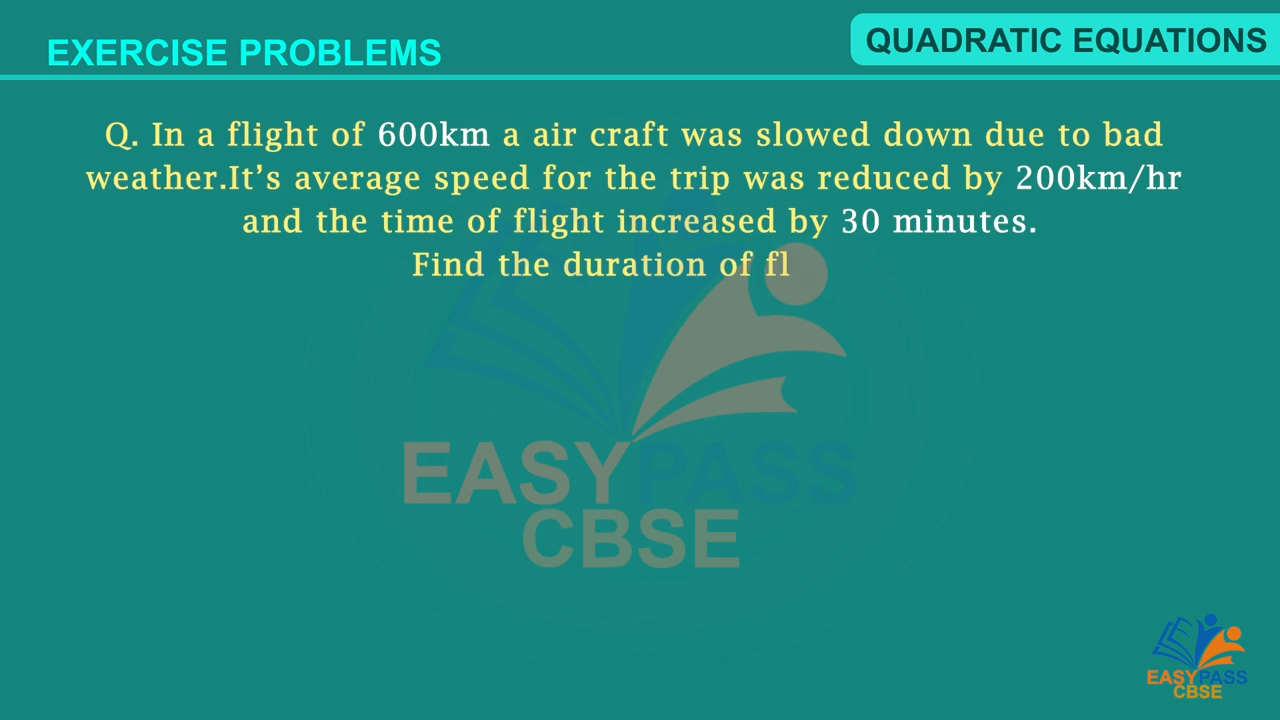 EXERCISE PROBLEMS
QUADRATIC EQUATIONS
Q. In a flight of 600km a air craft was slowed down due to bad
weather.It's average speed for the trip was reduced by 200km/hr
and the time of flight increased by 30 minutes.
Find the duration of fl
EASYPASS
CBSE
EASYPASS
CBSE